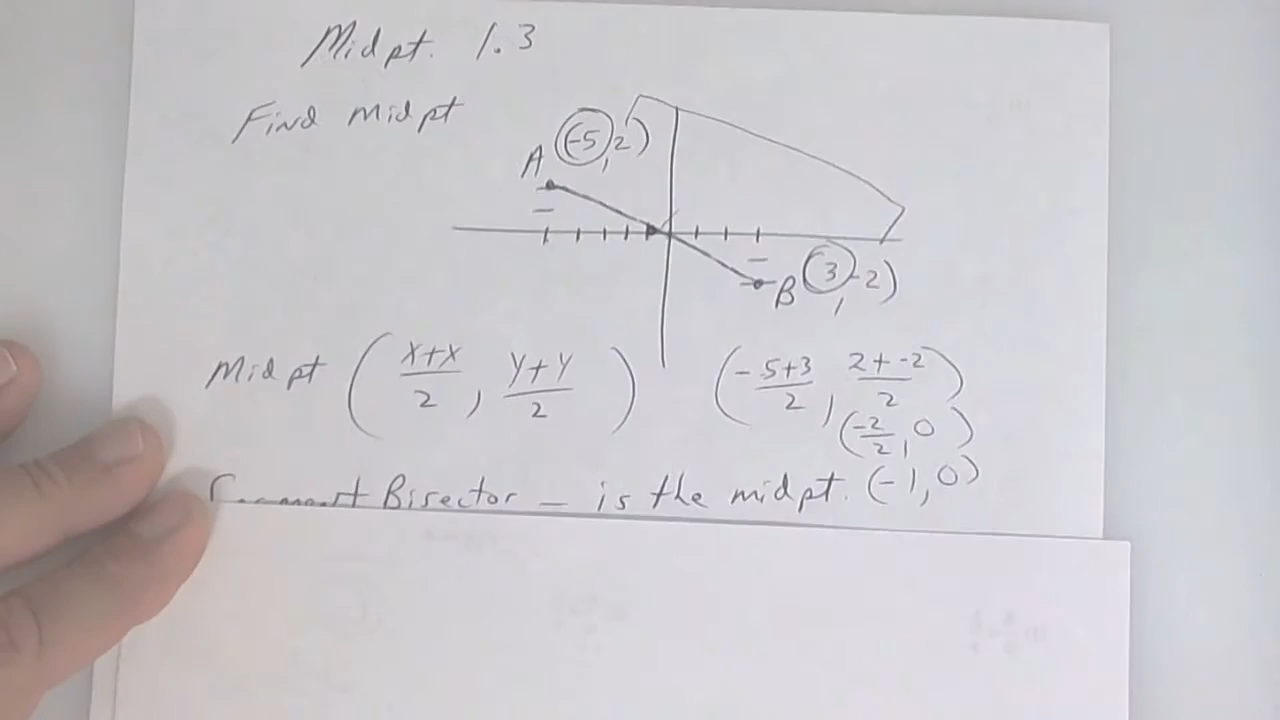 Midpt. 1.3
Find midpt
A (-5, 2)
B (3, -2)
Midpt ( x+x/2 , y+y/2 ) ( -5+3/2 , 2+-2/2 )
( -2/2 , 0 )
Bisector - is the midpt. (-1, 0)